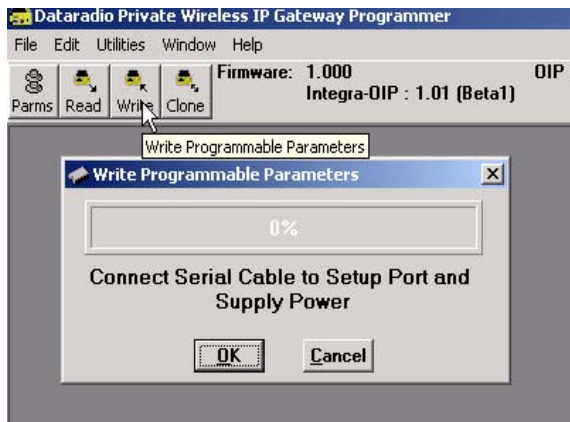 Dataradio Private Wireless IP Gateway Programmer
File Edit Utilities Window Help
Parms Read Write Clone
Firmware: 1.000 OIP
Integra-OIP : 1.01 (Beta1)
Write Programmable Parameters
Write Programmable Parameters
0%
Connect Serial Cable to Setup Port and
Supply Power
OK Cancel